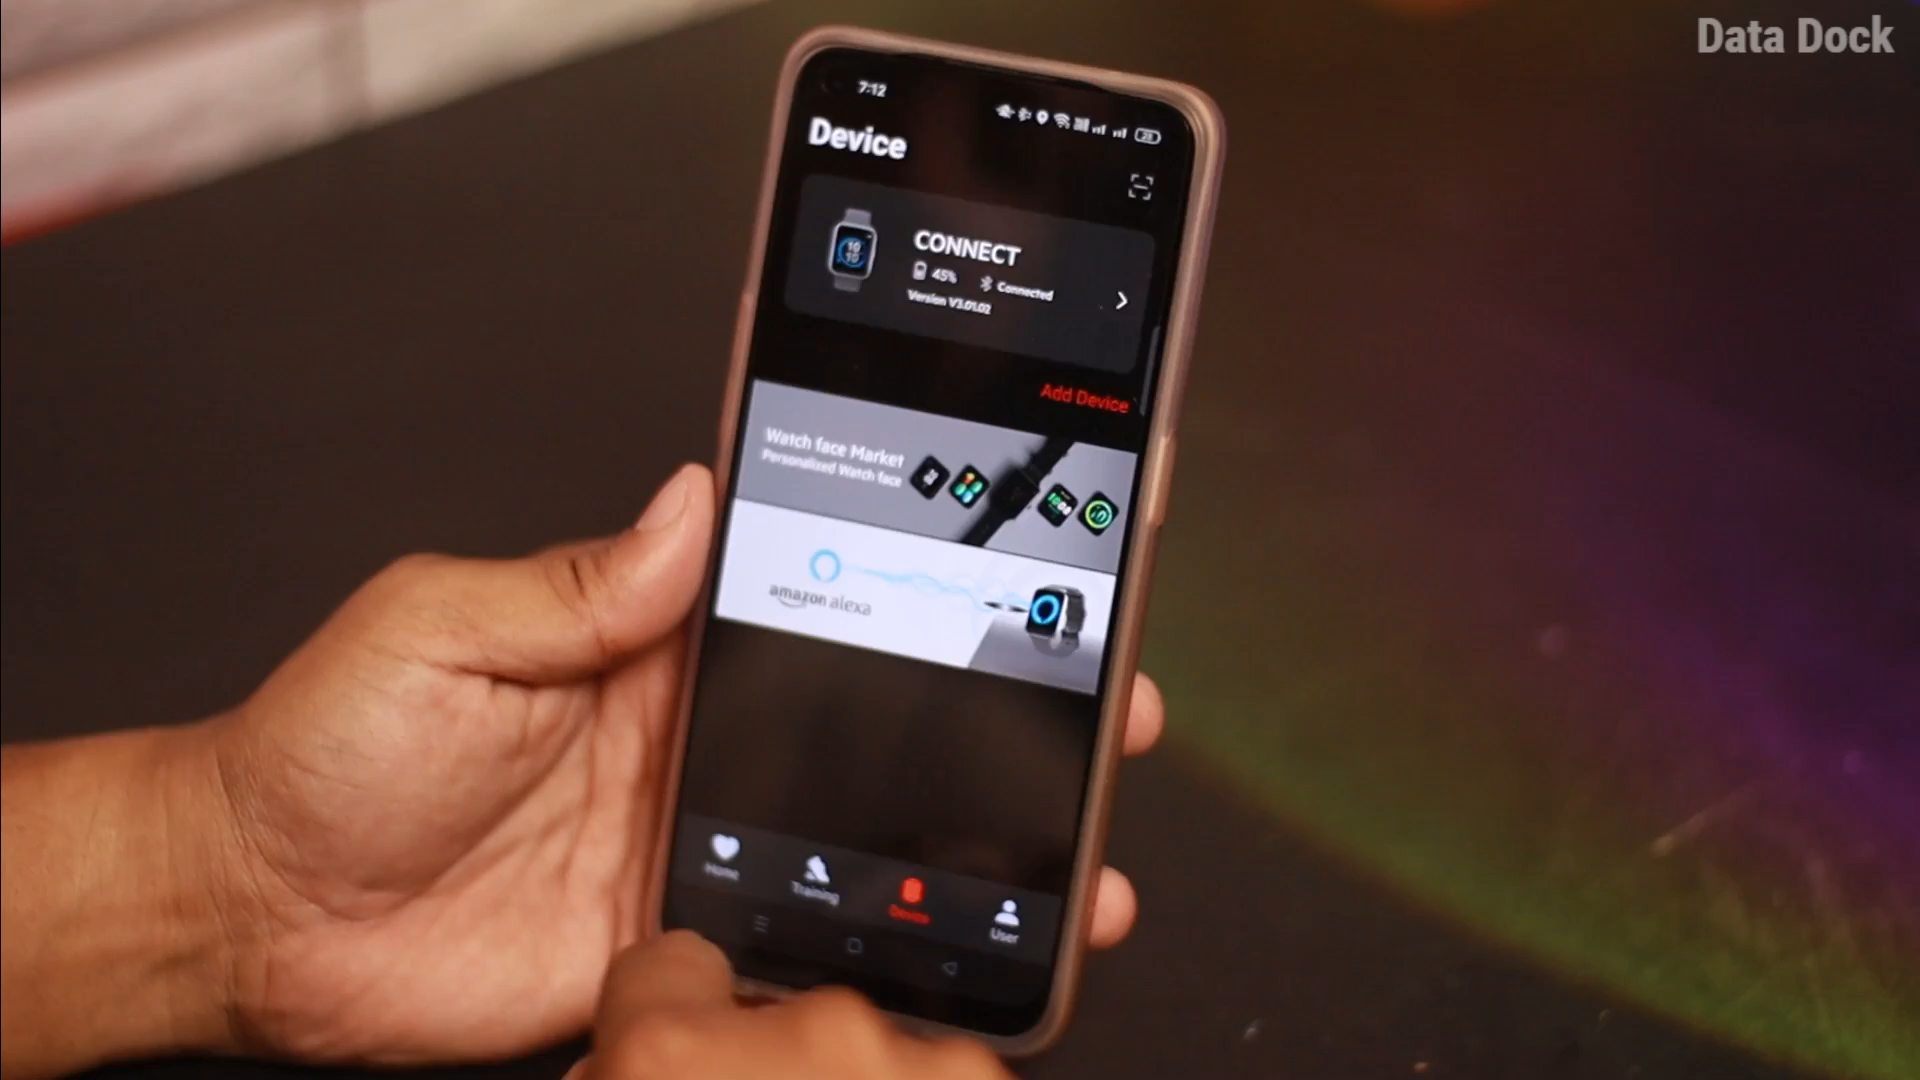 Data Dock
7:12
Device
CONNECT
45% Connected
Version V3.01.02
Add Device
Watch face Market
Personalized Watch face
amazon alexa
Home
Training
Device
User